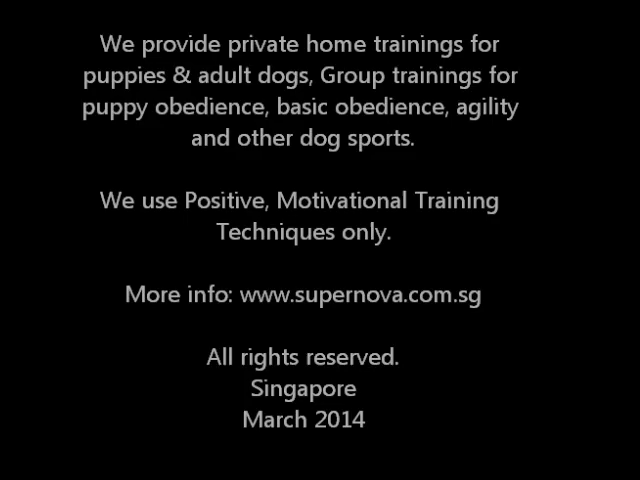 We provide private home trainings for
puppies & adult dogs, Group trainings for
puppy obedience, basic obedience, agility
and other dog sports.
We use Positive, Motivational Training
Techniques only.
More info: www.supernova.com.sg
All rights reserved.
Singapore
March 2014